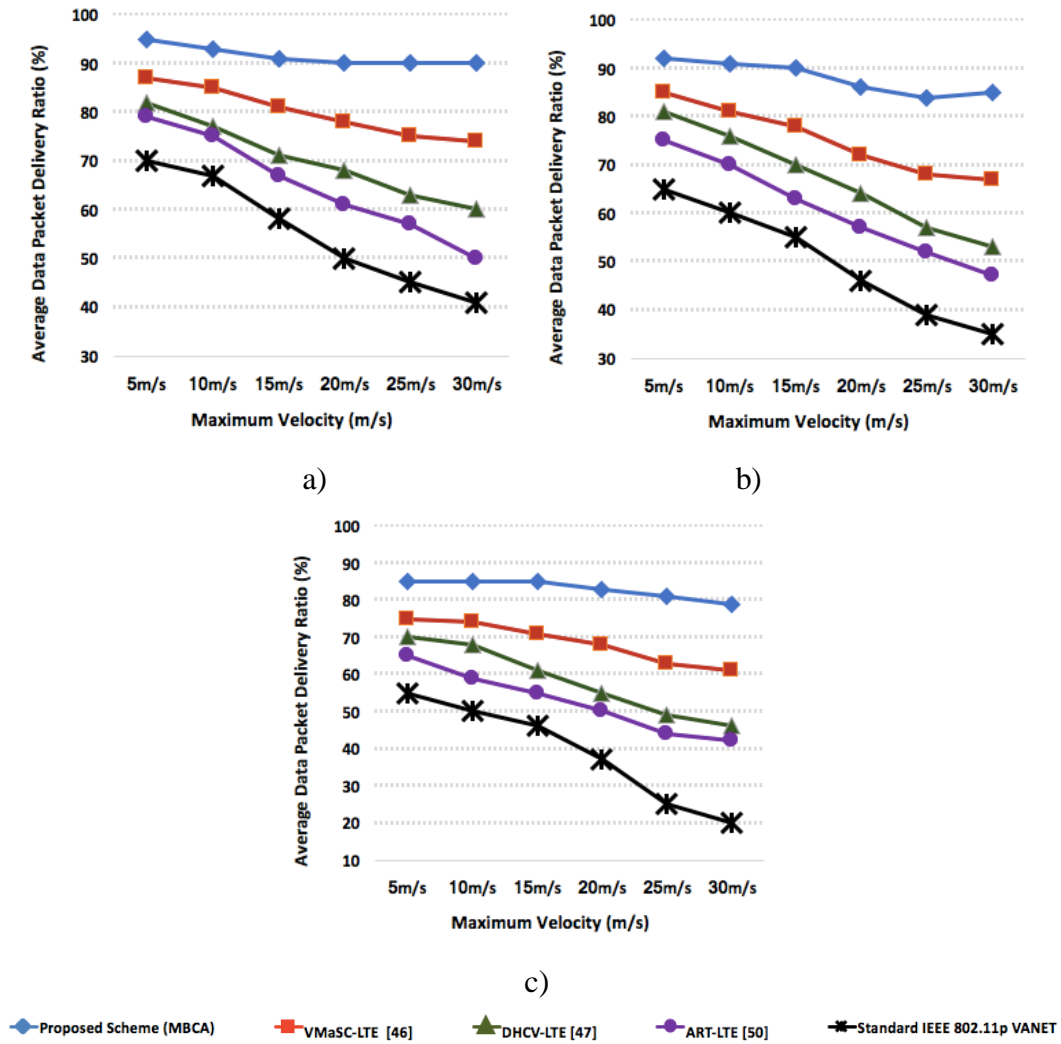 Average Data Packet Delivery Ratio (%)
100
90
80
70
60
50
40
30
5m/s 10m/s 15m/s 20m/s 25m/s 30m/s
Maximum Velocity (m/s)
a)
Average Data Packet Delivery Ratio (%)
100
90
80
70
60
50
40
30
5m/s 10m/s 15m/s 20m/s 25m/s 30m/s
Maximum Velocity (m/s)
b)
Average Data Packet Delivery Ratio (%)
100
90
80
70
60
50
40
30
20
10
5m/s 10m/s 15m/s 20m/s 25m/s 30m/s
Maximum Velocity (m/s)
c)
Proposed Scheme (MBCA) VMaSC-LTE [46] DHCV-LTE [47] ART-LTE [50] Standard IEEE 802.11p VANET